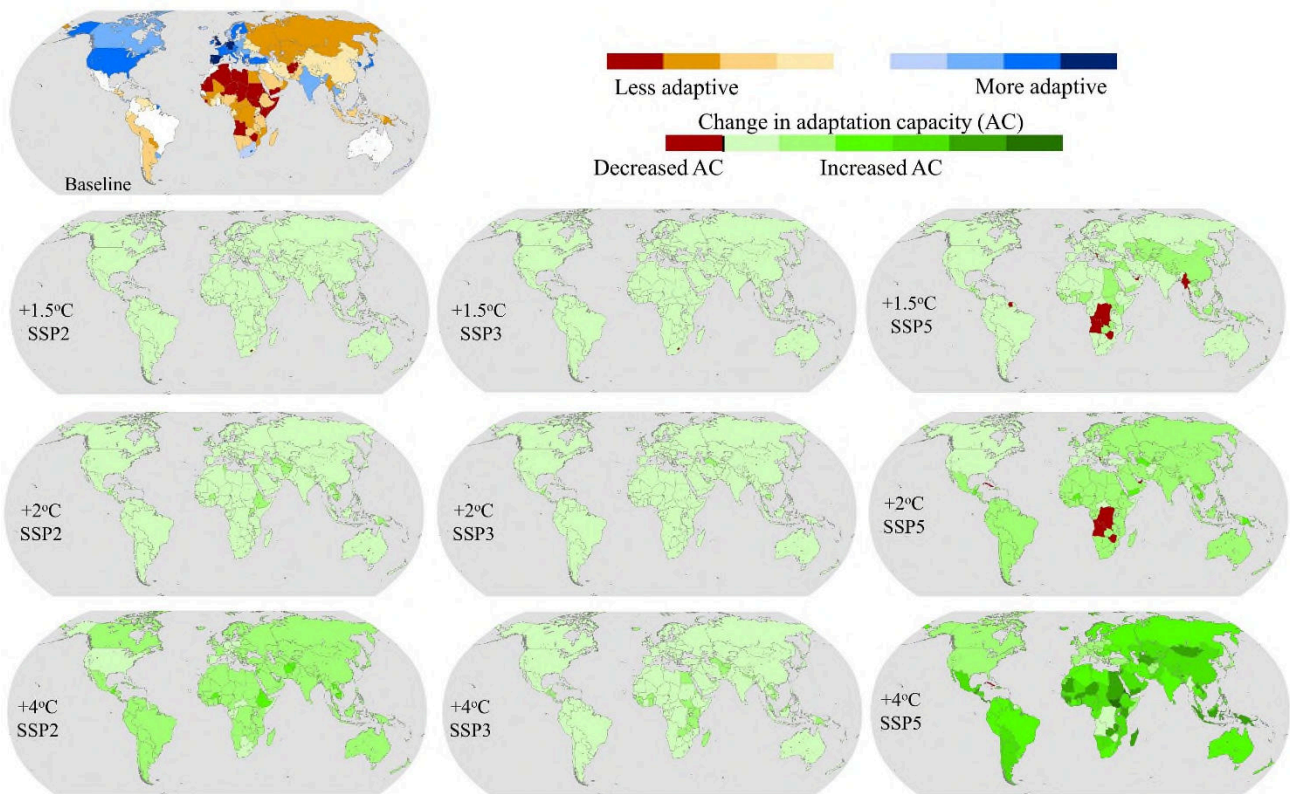 Baseline
Less adaptive
More adaptive
Change in adaptation capacity (AC)
Decreased AC
Increased AC
+1.5°C
SSP2
+1.5°C
SSP3
+1.5°C
SSP5
+2°C
SSP2
+2°C
SSP3
+2°C
SSP5
+4°C
SSP2
+4°C
SSP3
+4°C
SSP5